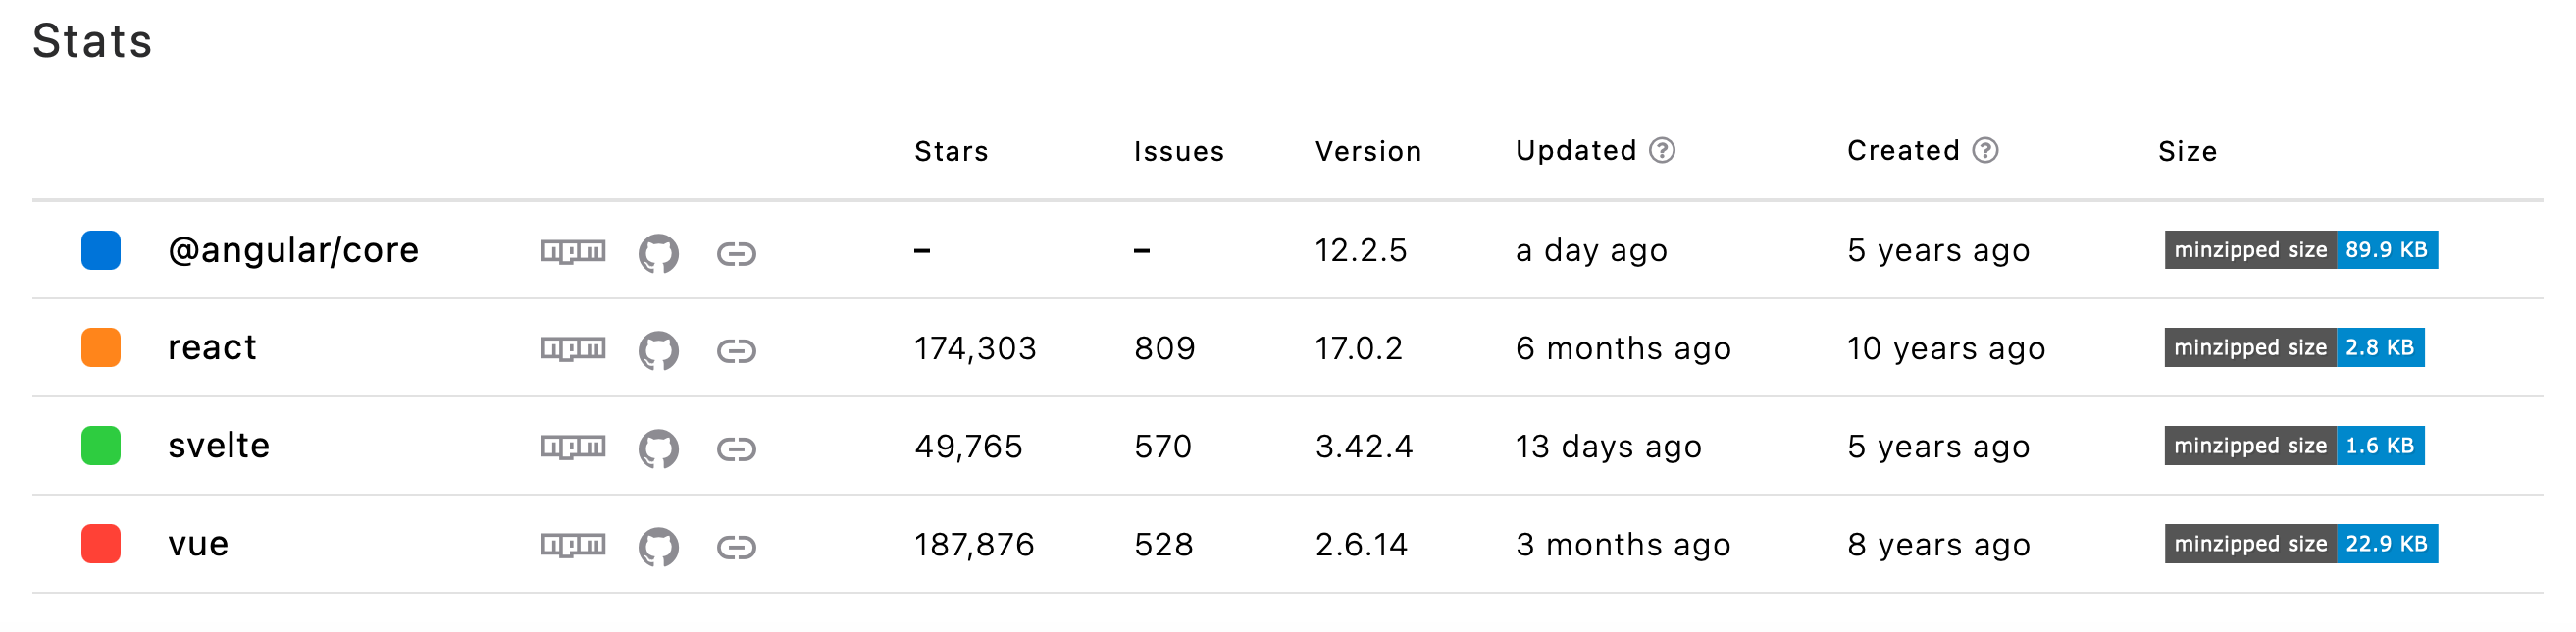 Stats
Stars Issues Version Updated ? Created ? Size
@angular/core npm – – 12.2.5 a day ago 5 years ago minzipped size 89.9 KB
react npm 174,303 809 17.0.2 6 months ago 10 years ago minzipped size 2.8 KB
svelte npm 49,765 570 3.42.4 13 days ago 5 years ago minzipped size 1.6 KB
vue npm 187,876 528 2.6.14 3 months ago 8 years ago minzipped size 22.9 KB